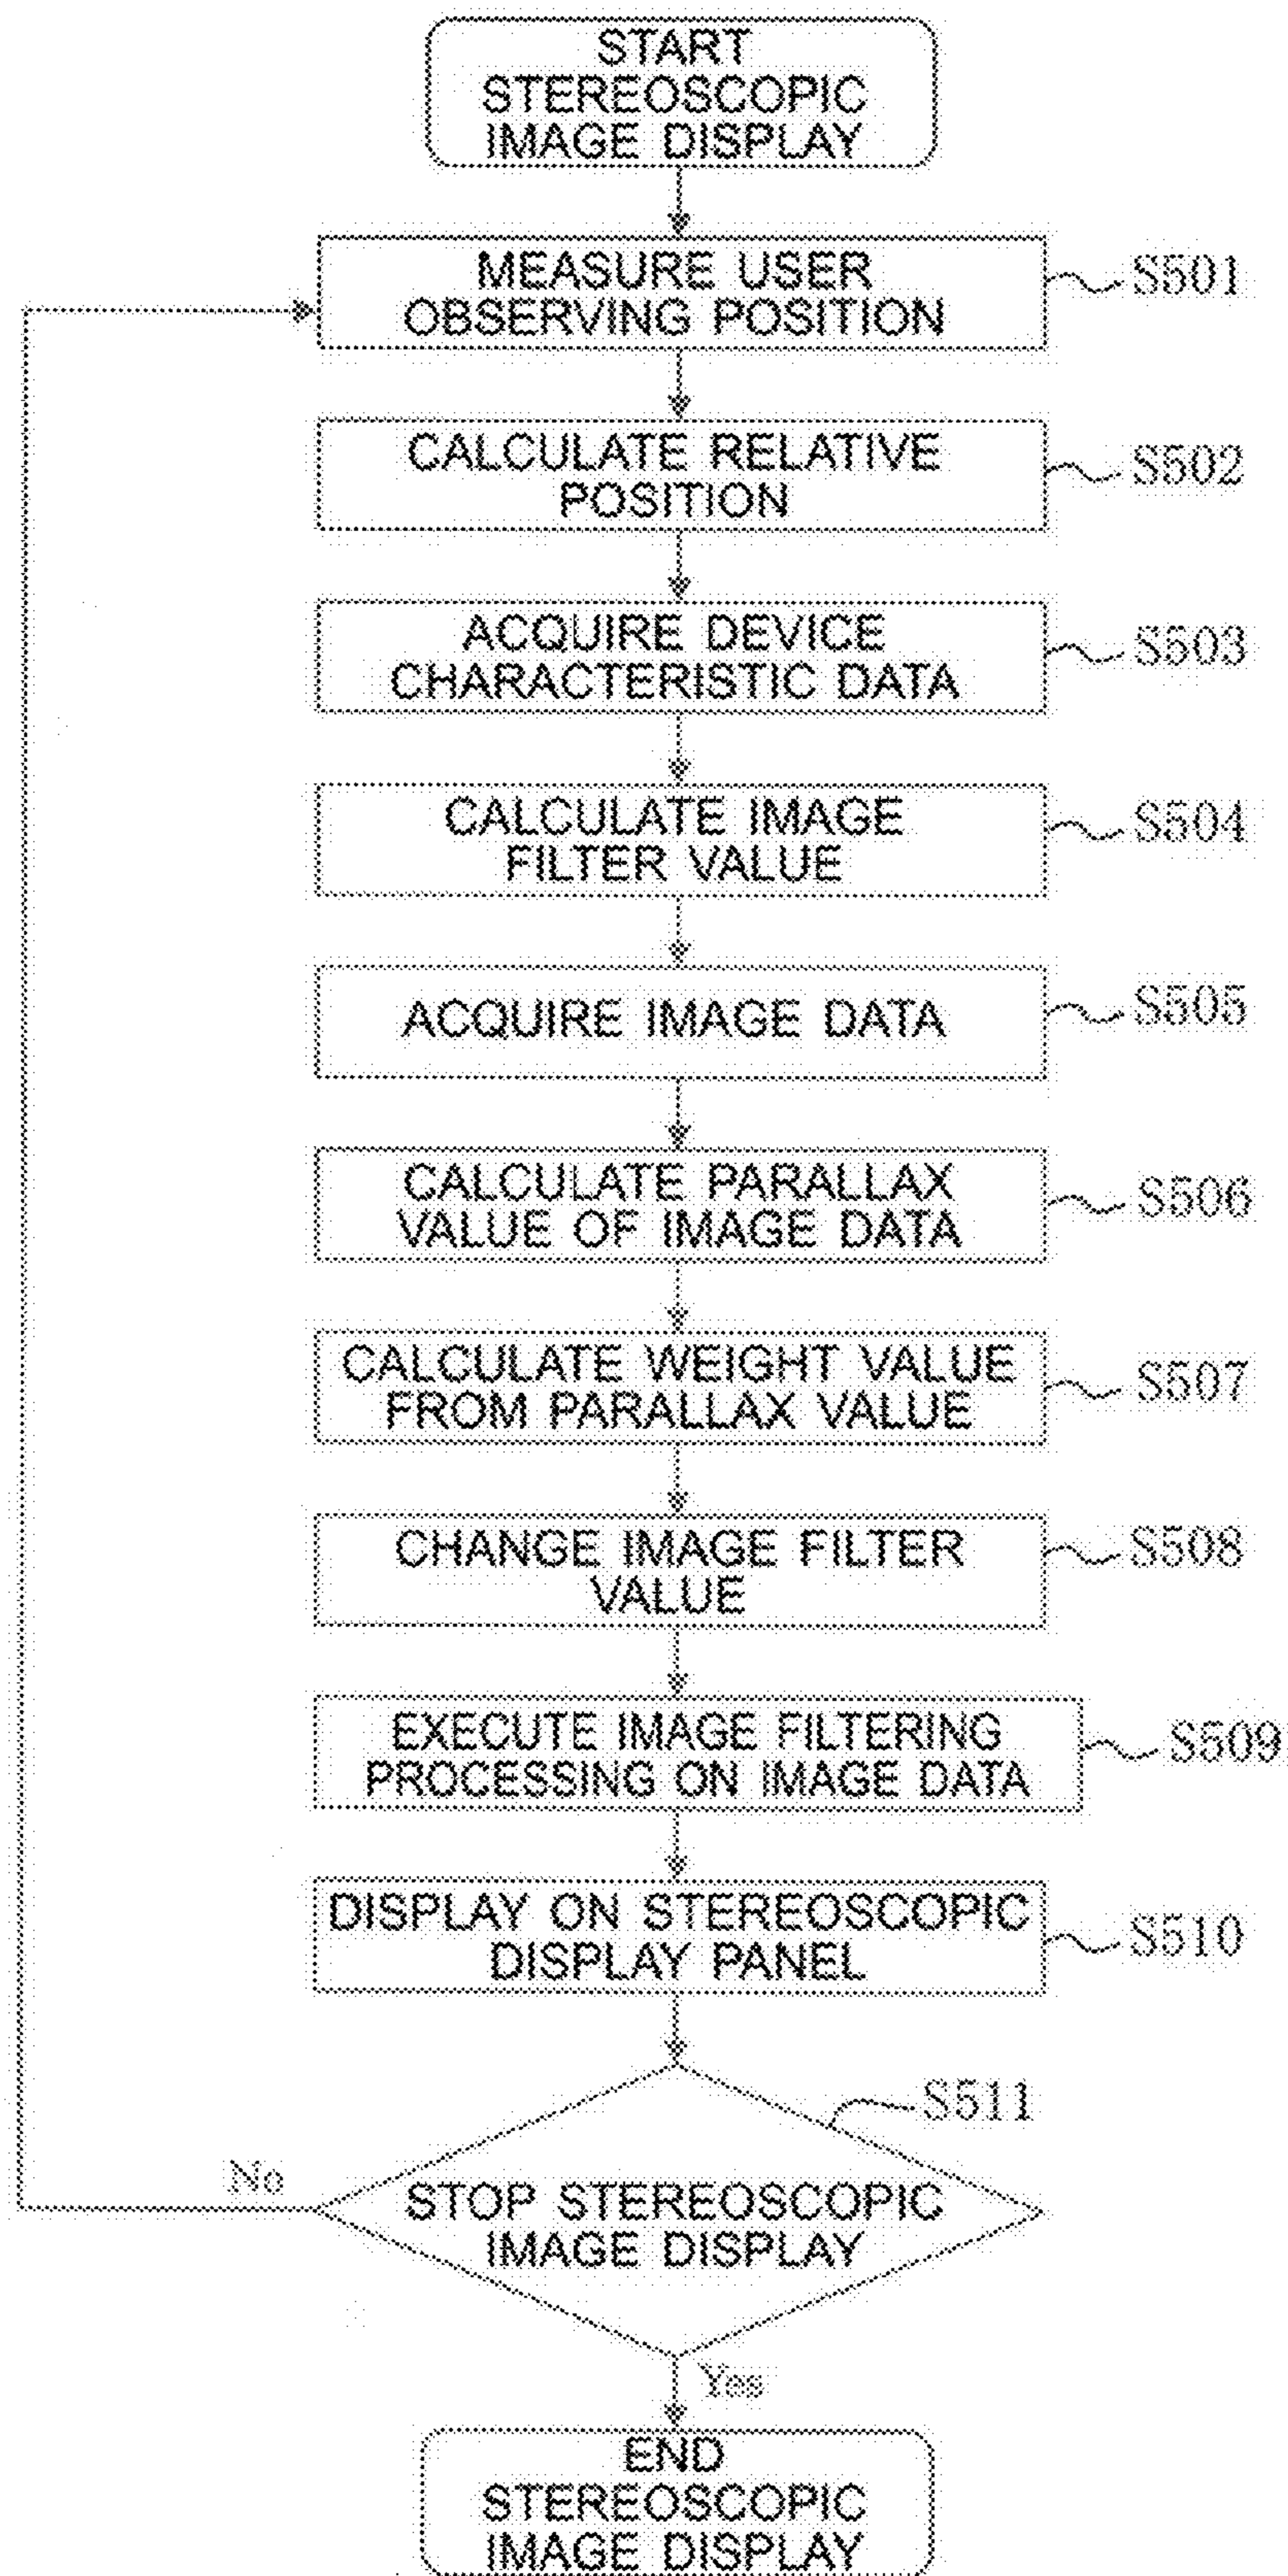 START
STEREOSCOPIC
IMAGE DISPLAY
MEASURE USER
OBSERVING POSITION
S501
CALCULATE RELATIVE
POSITION
S502
ACQUIRE DEVICE
CHARACTERISTIC DATA
S503
CALCULATE IMAGE
FILTER VALUE
S504
ACQUIRE IMAGE DATA
S505
CALCULATE PARALLAX
VALUE OF IMAGE DATA
S506
CALCULATE WEIGHT VALUE
FROM PARALLAX VALUE
S507
CHANGE IMAGE FILTER
VALUE
S508
EXECUTE IMAGE FILTERING
PROCESSING ON IMAGE DATA
S509
DISPLAY ON STEREOSCOPIC
DISPLAY PANEL
S510
S511
No
STOP STEREOSCOPIC
IMAGE DISPLAY
Yes
END
STEREOSCOPIC
IMAGE DISPLAY